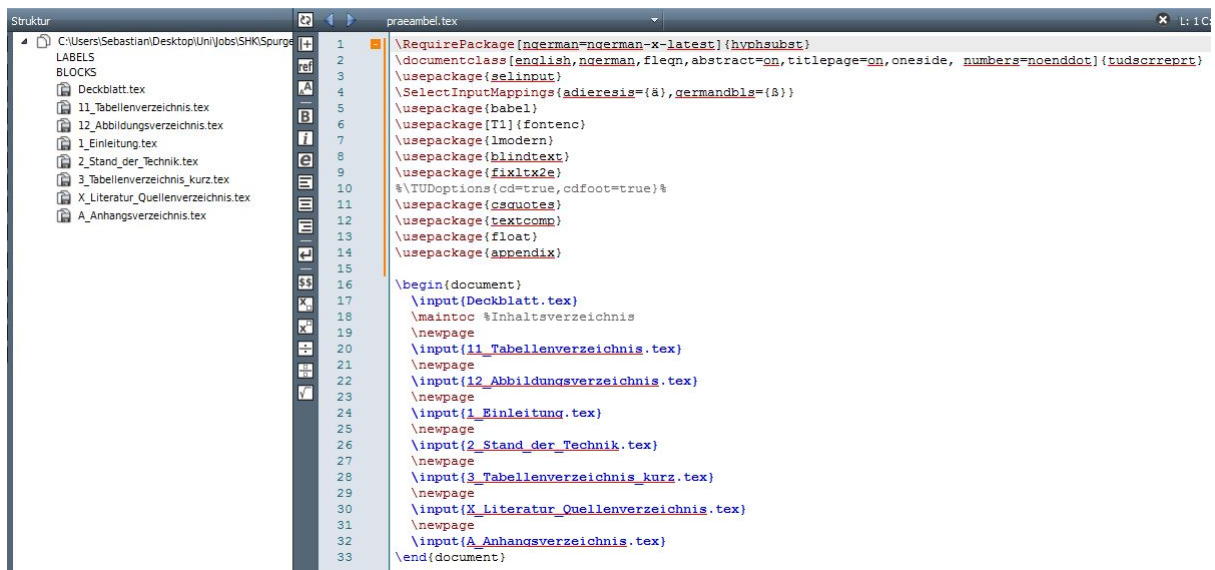 Struktur
praeambel.tex
L: 1 C:
C:\Users\Sebastian\Desktop\Uni\Jobs\SHK\Spurge
LABELS
BLOCKS
Deckblatt.tex
11_Tabellenverzeichnis.tex
12_Abbildungsverzeichnis.tex
1_Einleitung.tex
2_Stand_der_Technik.tex
3_Tabellenverzeichnis_kurz.tex
X_Literatur_Quellenverzeichnis.tex
A_Anhangsverzeichnis.tex
ref
A
B
i
e
$$
x
x
1 \RequirePackage[ngerman=ngerman-x-latest]{hyphsubst}
2 \documentclass[english,ngerman,fleqn,abstract=on,titlepage=on,oneside, numbers=noenddot]{tudscrreprt}
3 \usepackage{selinput}
4 \SelectInputMappings{adieresis={ä},germandbls={ß}}
5 \usepackage{babel}
6 \usepackage[T1]{fontenc}
7 \usepackage{lmodern}
8 \usepackage{blindtext}
9 \usepackage{fixltx2e}
10 %\TUDoptions{cd=true,cdfoot=true}%
11 \usepackage{csquotes}
12 \usepackage{textcomp}
13 \usepackage{float}
14 \usepackage{appendix}
15
16 \begin{document}
17 \input{Deckblatt.tex}
18 \maintoc %Inhaltsverzeichnis
19 \newpage
20 \input{11_Tabellenverzeichnis.tex}
21 \newpage
22 \input{12_Abbildungsverzeichnis.tex}
23 \newpage
24 \input{1_Einleitung.tex}
25 \newpage
26 \input{2_Stand_der_Technik.tex}
27 \newpage
28 \input{3_Tabellenverzeichnis_kurz.tex}
29 \newpage
30 \input{X_Literatur_Quellenverzeichnis.tex}
31 \newpage
32 \input{A_Anhangsverzeichnis.tex}
33 \end{document}